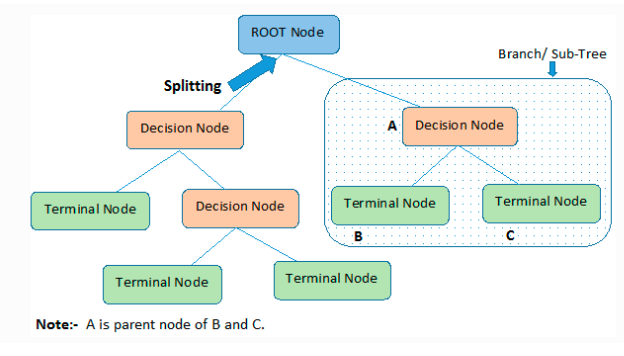 ROOT Node
Branch/ Sub-Tree
Splitting
Decision Node
A
Decision Node
Terminal Node
Decision Node
Terminal Node
Terminal Node
B
C
Terminal Node
Terminal Node
Note:- A is parent node of B and C.